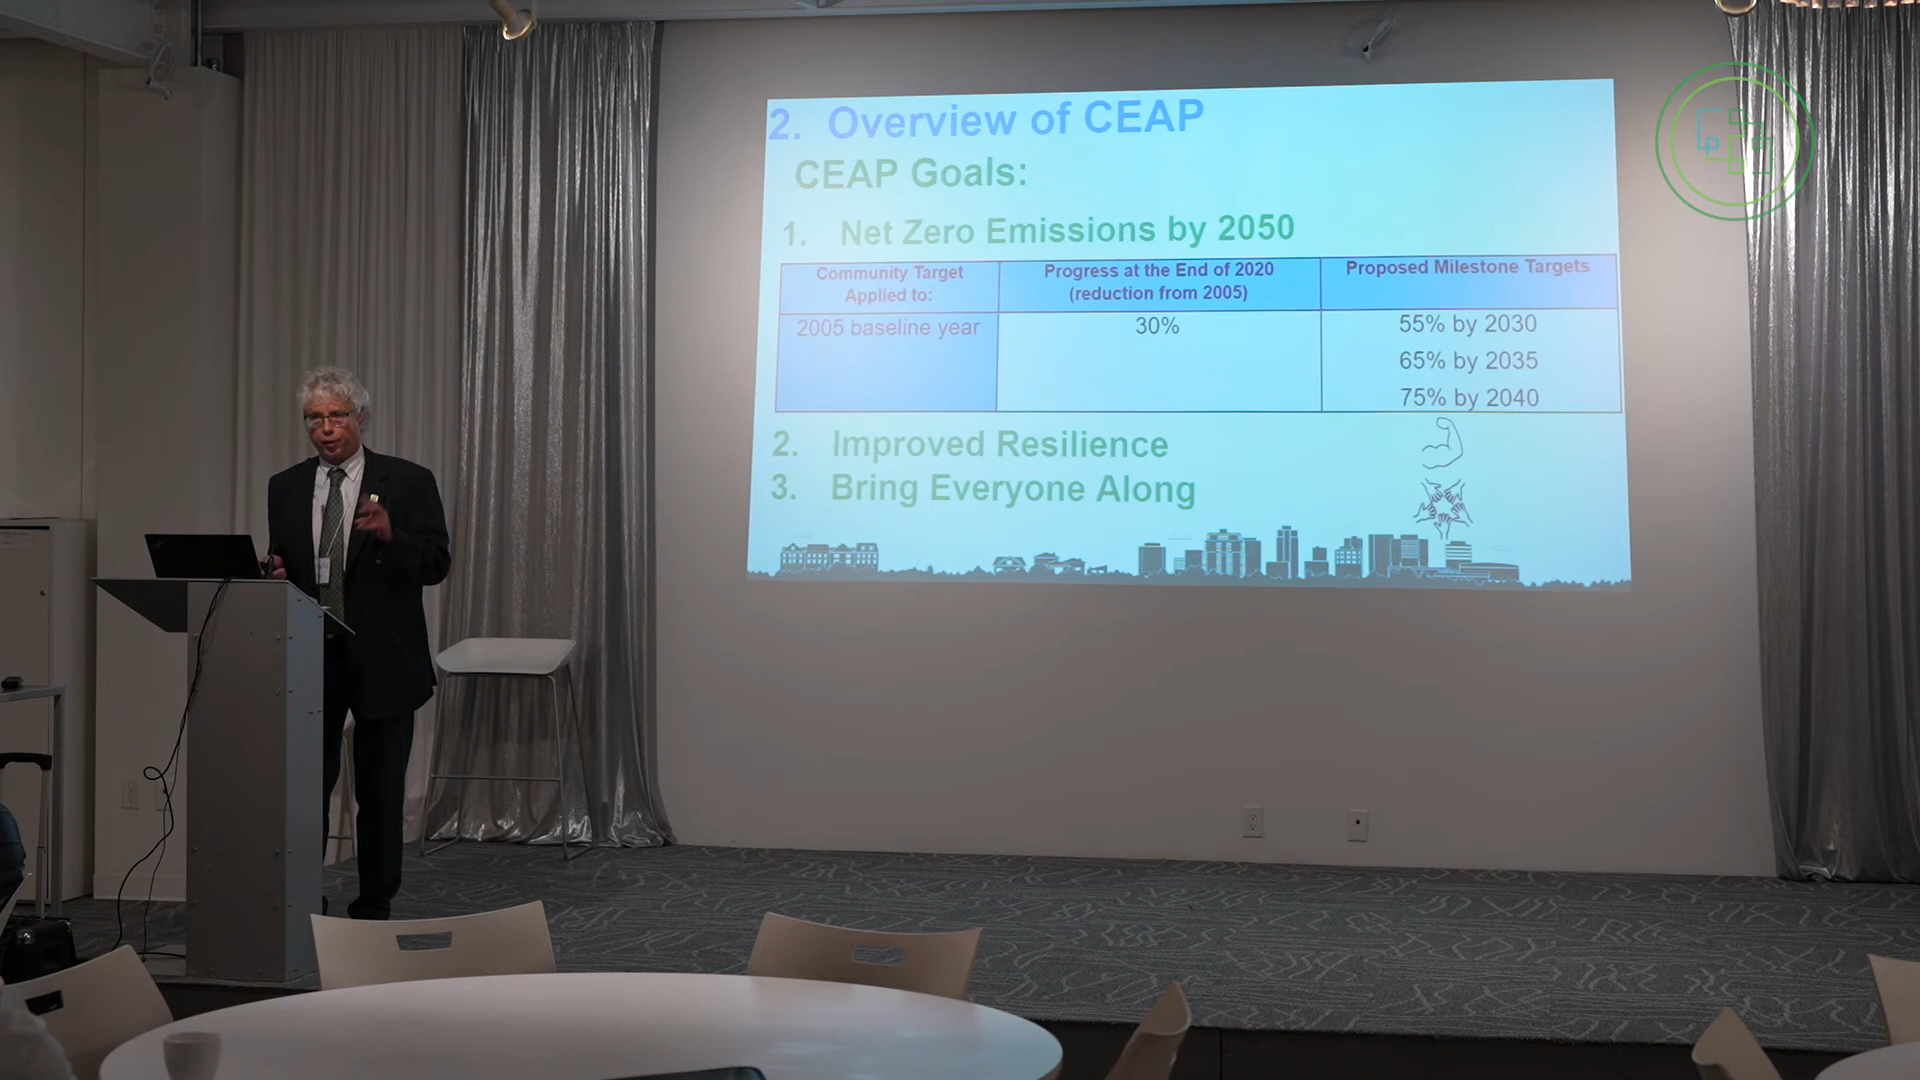 2. Overview of CEAP
CEAP Goals:
1. Net Zero Emissions by 2050
Community Target
Applied to:
Progress at the End of 2020
(reduction from 2005)
Proposed Milestone Targets
2005 baseline year
30%
55% by 2030
65% by 2035
75% by 2040
2. Improved Resilience
3. Bring Everyone Along